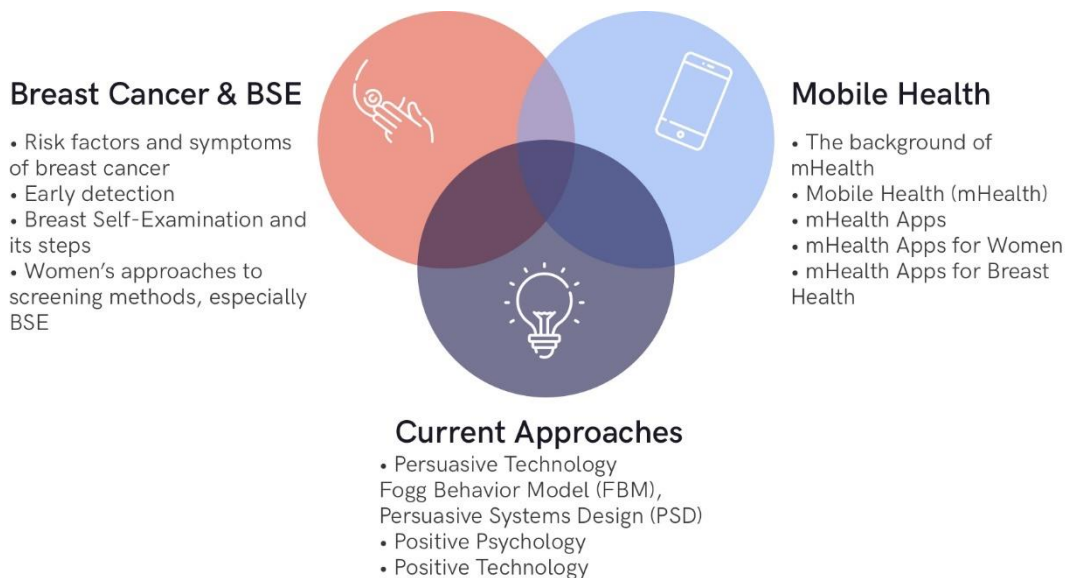 Breast Cancer & BSE
• Risk factors and symptoms
of breast cancer
• Early detection
• Breast Self-Examination and
its steps
• Women’s approaches to
screening methods, especially
BSE
Mobile Health
• The background of
mHealth
• Mobile Health (mHealth)
• mHealth Apps
• mHealth Apps for Women
• mHealth Apps for Breast
Health
Current Approaches
• Persuasive Technology
Fogg Behavior Model (FBM),
Persuasive Systems Design (PSD)
• Positive Psychology
• Positive Technology